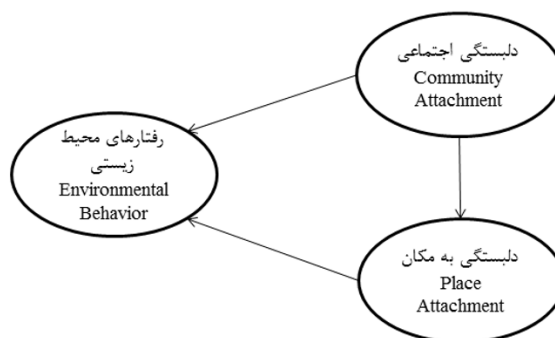 دلبستگی اجتماعی
Community
Attachment
رفتارهای محیط
زیستی
Environmental
Behavior
دلبستگی به مکان
Place
Attachment